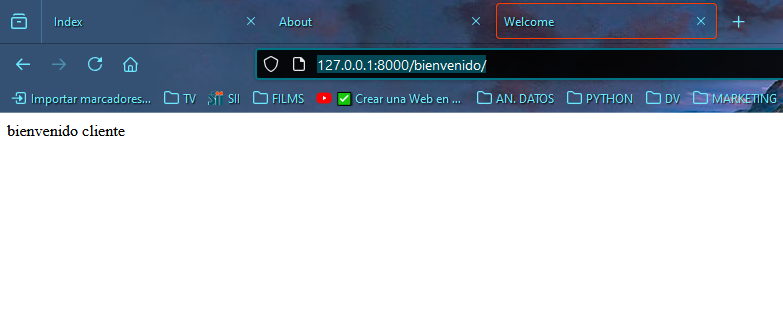 Index About Welcome
127.0.0.1:8000/bienvenido/
Importar marcadores... TV SII FILMS Crear una Web en ... AN. DATOS PYTHON DV MARKETING
bienvenido cliente